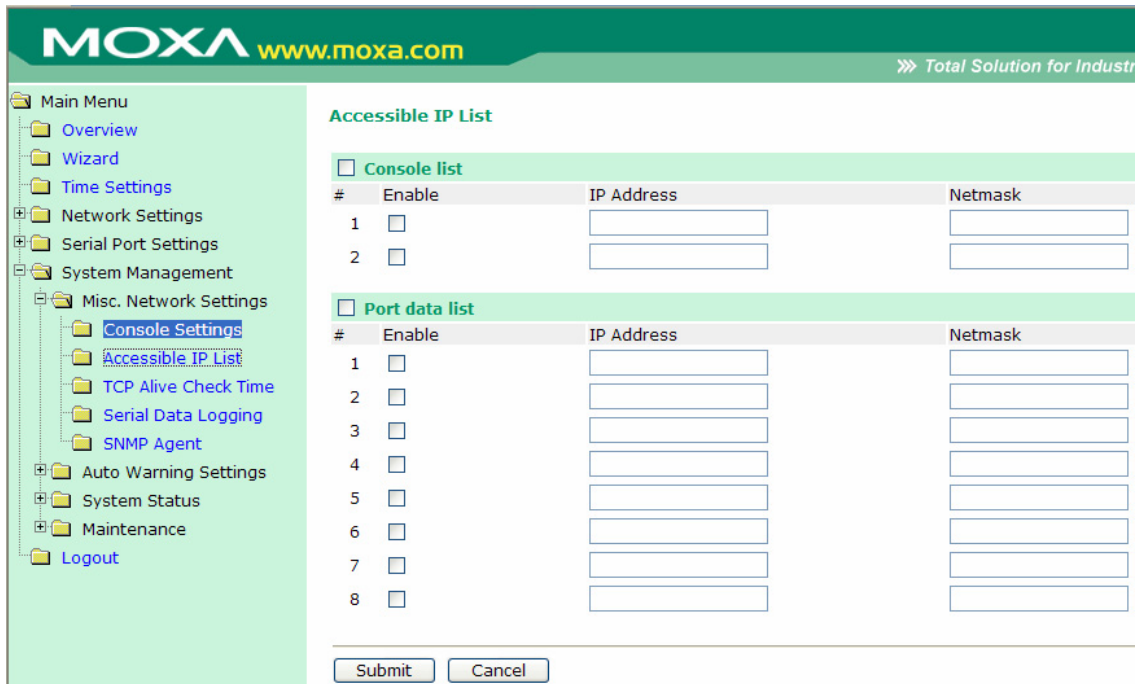 MOXA www.moxa.com
Total Solution for Industr
Main Menu
Overview
Wizard
Time Settings
Network Settings
Serial Port Settings
System Management
Misc. Network Settings
Console Settings
Accessible IP List
TCP Alive Check Time
Serial Data Logging
SNMP Agent
Auto Warning Settings
System Status
Maintenance
Logout
Accessible IP List
Console list
# Enable IP Address Netmask
1
2
Port data list
# Enable IP Address Netmask
1
2
3
4
5
6
7
8
Submit Cancel